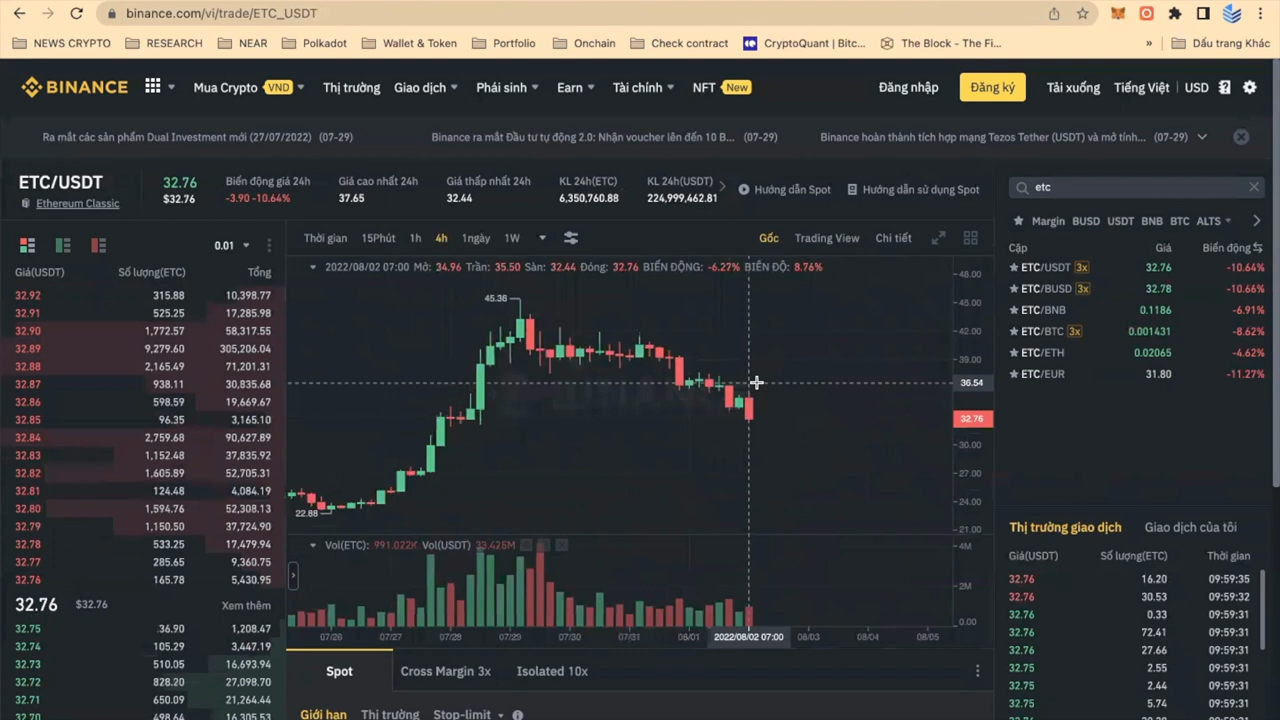 binance.com/vi/trade/ETC_USDT
NEWS CRYPTO RESEARCH NEAR Polkadot Wallet & Token Portfolio Onchain Check contract CryptoQuant | Bitc... The Block - The Fi... » Dấu trang Khác
BINANCE Mua Crypto VND Thị trường Giao dịch Phái sinh Earn Tài chính NFT New Đăng nhập Đăng ký Tải xuống Tiếng Việt USD
Ra mắt các sản phẩm Dual Investment mới (27/07/2022) (07-29) Binance ra mắt Đầu tư tự động 2.0: Nhận voucher lên đến 10 B... (07-29) Binance hoàn thành tích hợp mạng Tezos Tether (USDT) và mở tính... (07-29)
ETC/USDT
Ethereum Classic
32.76
$32.76
Biến động giá 24h
-3.90 -10.64%
Giá cao nhất 24h
37.65
Giá thấp nhất 24h
32.44
KL 24h(ETC)
6,350,760.88
KL 24h(USDT)
224,999,462.81
Hướng dẫn Spot Hướng dẫn sử dụng Spot
0.01
Giá(USDT) Số lượng(ETC) Tổng
32.92 315.88 10,398.77
32.91 525.25 17,285.98
32.90 1,772.57 58,317.55
32.89 9,279.60 305,206.04
32.88 2,165.49 71,201.31
32.87 938.11 30,835.68
32.86 598.59 19,669.67
32.85 96.35 3,165.10
32.84 2,759.68 90,627.89
32.83 1,152.48 37,835.92
32.82 1,605.89 52,705.31
32.81 124.48 4,084.19
32.80 1,594.76 52,308.13
32.79 1,150.50 37,724.90
32.78 533.25 17,479.94
32.77 285.65 9,360.75
32.76 165.78 5,430.95
32.76 $32.76 Xem thêm
32.75 36.90 1,208.47
32.74 105.29 3,447.19
32.73 510.05 16,693.94
32.72 828.20 27,098.70
32.71 650.09 21,264.44
32.70 498.64 16,305.53
Thời gian 15Phút 1h 4h 1ngày 1W Gốc Trading View Chi tiết
2022/08/02 07:00 Mở: 34.96 Trần: 35.50 Sàn: 32.44 Đóng: 32.76 BIẾN ĐỘNG: -6.27% BIÊN ĐỘ: 8.76%
45.36
22.88
48.00
45.00
42.00
39.00
36.54
32.76
30.00
27.00
24.00
21.00
Vol(ETC): 991.022K Vol(USDT) 33.425M
4M
2M
0.00
07/26 07/27 07/28 07/29 07/30 07/31 08/01 2022/08/02 07:00 08/03 08/04 08/05
Spot Cross Margin 3x Isolated 10x
Giới hạn Thị trường Stop-limit
etc
Margin BUSD USDT BNB BTC ALTS
Cặp Giá Biến động
ETC/USDT 3x 32.76 -10.64%
ETC/BUSD 3x 32.78 -10.66%
ETC/BNB 0.1186 -6.91%
ETC/BTC 3x 0.001431 -8.62%
ETC/ETH 0.02065 -4.62%
ETC/EUR 31.80 -11.27%
Thị trường giao dịch Giao dịch của tôi
Giá(USDT) Số lượng(ETC) Thời gian
32.76 16.20 09:59:35
32.76 30.53 09:59:32
32.76 0.33 09:59:31
32.76 72.41 09:59:31
32.76 27.66 09:59:31
32.75 2.55 09:59:31
32.75 2.44 09:59:31
32.75 5.74 09:59:31